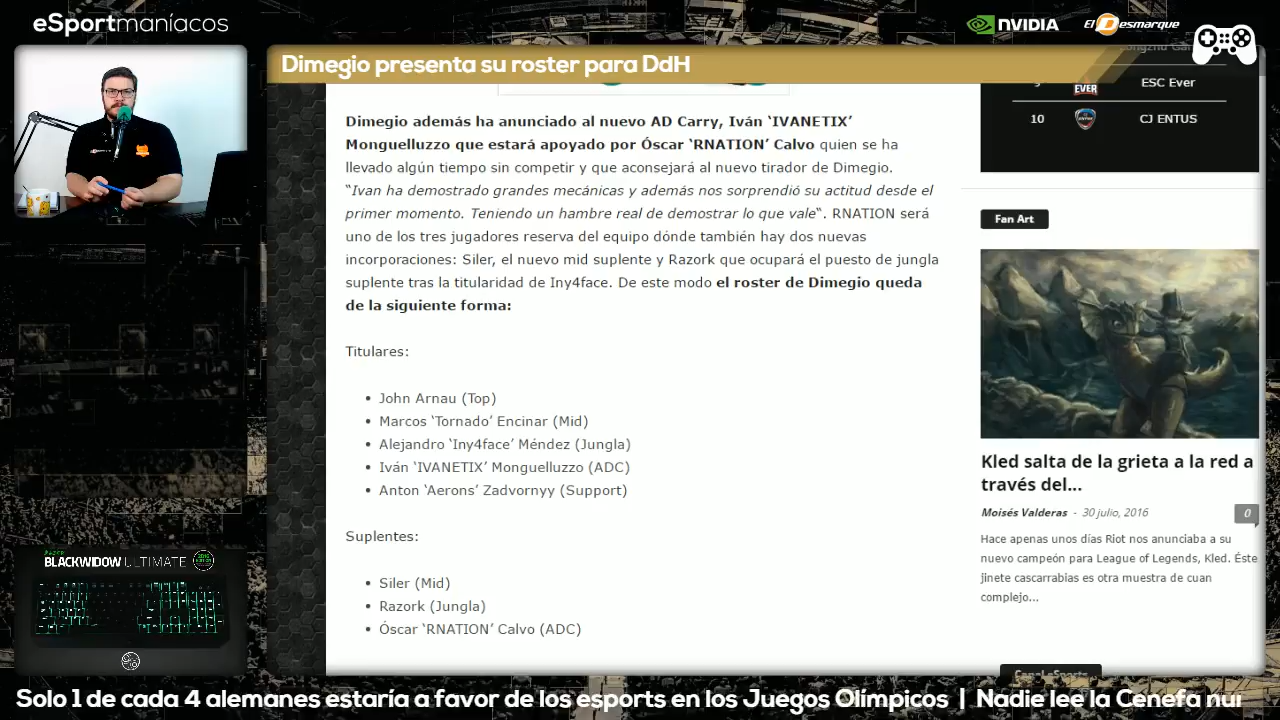 eSportmaníacos
NVIDIA
El Desmarque
Dimegio presenta su roster para DdH
Dimegio además ha anunciado al nuevo AD Carry, Iván ‘IVANETIX’
Monguelluzzo que estará apoyado por Óscar ‘RNATION’ Calvo quien se ha
llevado algún tiempo sin competir y que aconsejará al nuevo tirador de Dimegio.
“Ivan ha demostrado grandes mecánicas y además nos sorprendió su actitud desde el
primer momento. Teniendo un hambre real de demostrar lo que vale“. RNATION será
uno de los tres jugadores reserva del equipo dónde también hay dos nuevas
incorporaciones: Siler, el nuevo mid suplente y Razork que ocupará el puesto de jungla
suplente tras la titularidad de Iny4face. De este modo el roster de Dimegio queda
de la siguiente forma:
Titulares:
• John Arnau (Top)
• Marcos ‘Tornado’ Encinar (Mid)
• Alejandro ‘Iny4face’ Méndez (Jungla)
• Iván ‘IVANETIX’ Monguelluzzo (ADC)
• Anton ‘Aerons’ Zadvornyy (Support)
Suplentes:
• Siler (Mid)
• Razork (Jungla)
• Óscar ‘RNATION’ Calvo (ADC)
EVER
ESC Ever
10 CJ ENTUS
Fan Art
Kled salta de la grieta a la red a
través del...
Moisés Valderas - 30 julio, 2016
0
Hace apenas unos días Riot nos anunciaba a su
nuevo campeón para League of Legends, Kled. Éste
jinete cascarrabias es otra muestra de cuan
complejo...
RAZER
BLACKWIDOW ULTIMATE
Solo 1 de cada 4 alemanes estaría a favor de los esports en los Juegos Olímpicos | Nadie lee la Cenefa nu